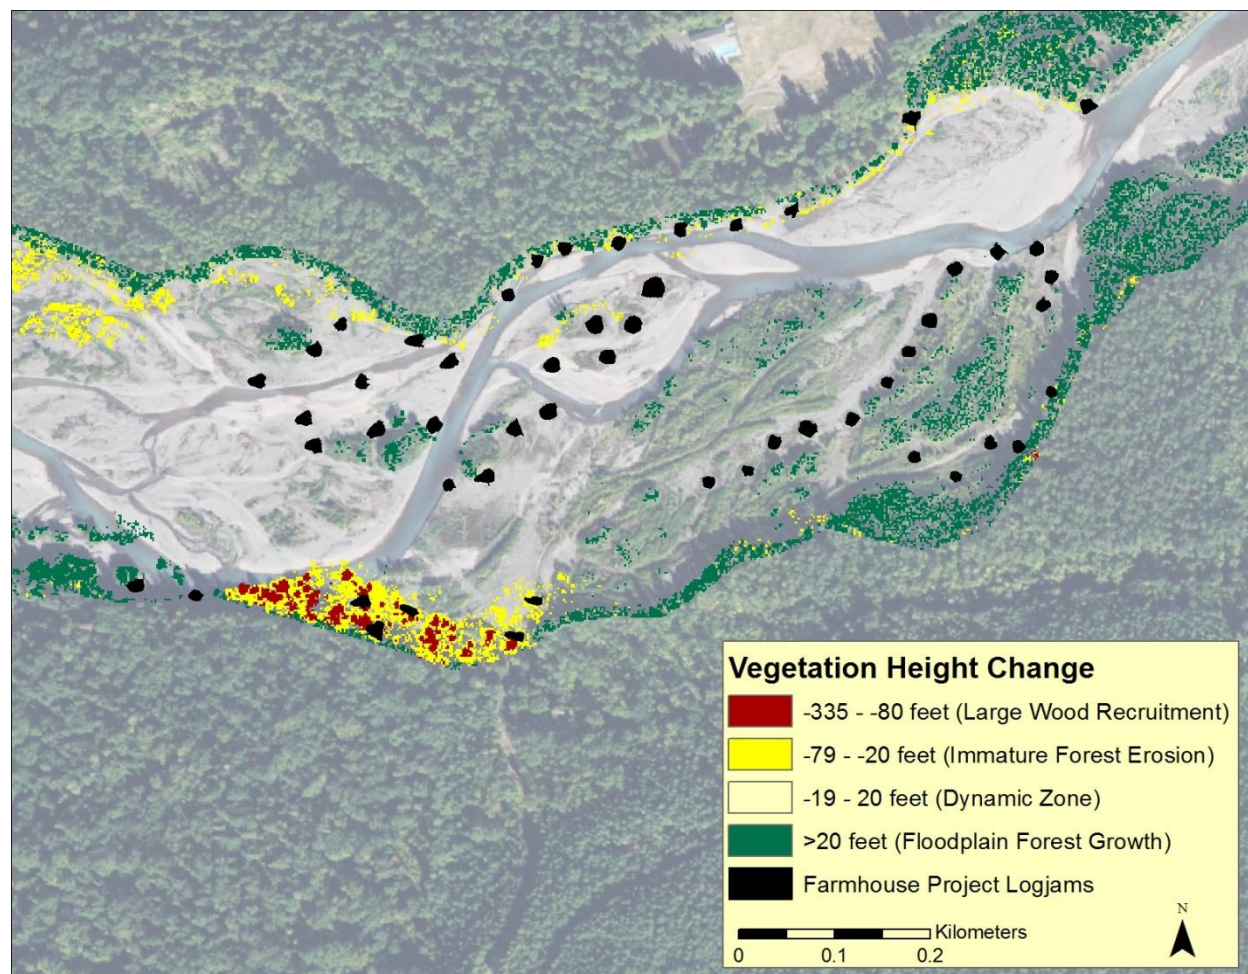 Vegetation Height Change
-335 - -80 feet (Large Wood Recruitment)
-79 - -20 feet (Immature Forest Erosion)
-19 - 20 feet (Dynamic Zone)
>20 feet (Floodplain Forest Growth)
Farmhouse Project Logjams
N
Kilometers
0 0.1 0.2